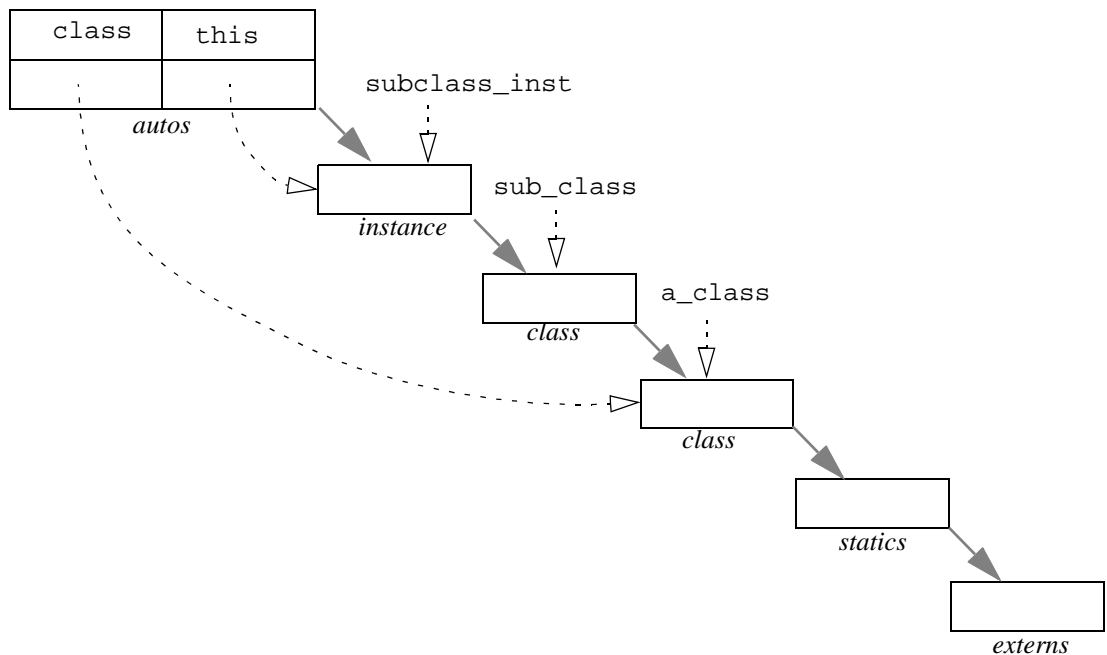 class this
autos
subclass_inst
instance
sub_class
class
a_class
class
statics
externs